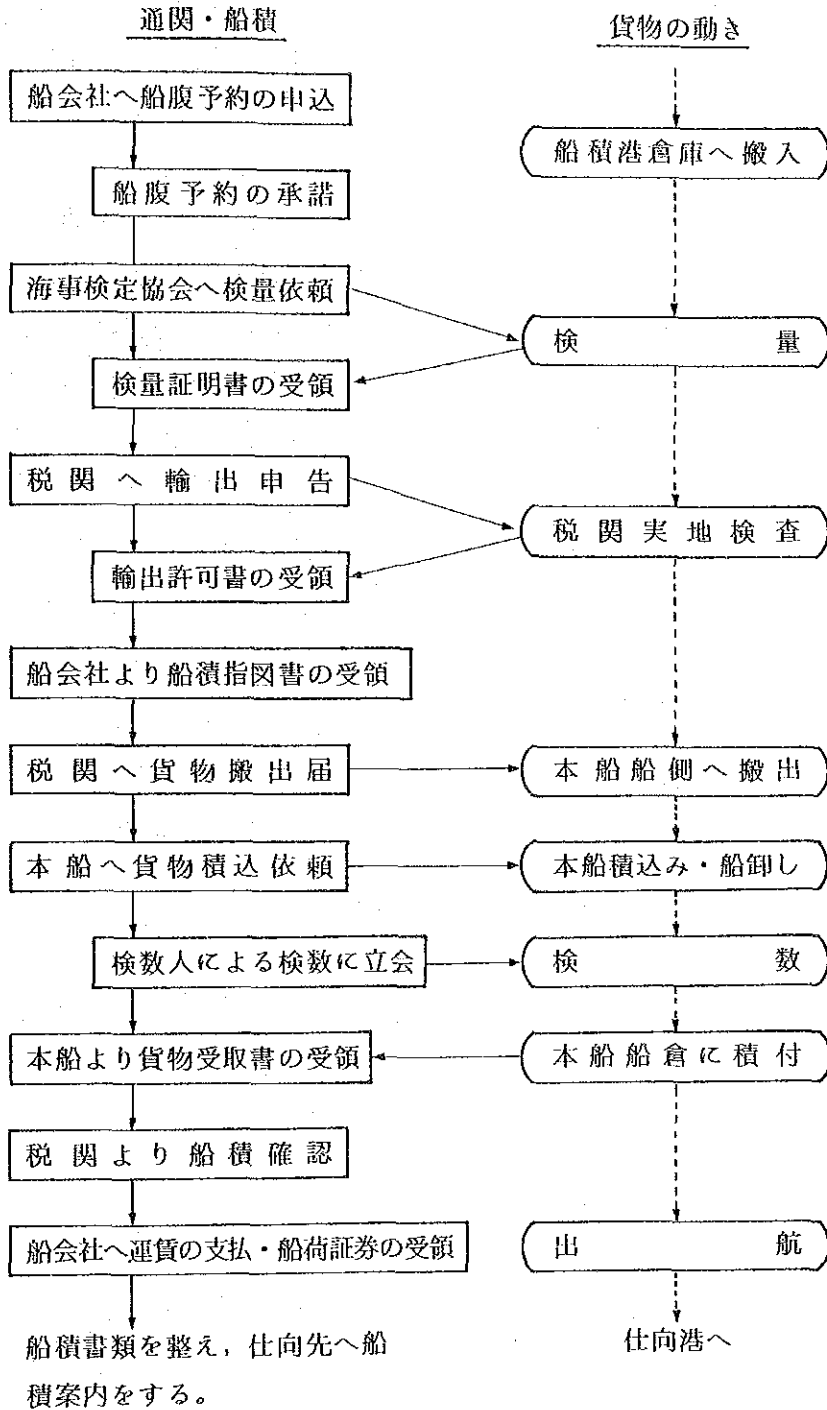 通関・船積
貨物の動き
船会社へ船腹予約の申込
船積港倉庫へ搬入
船腹予約の承諾
海事検定協会へ検量依頼
検量
検量証明書の受領
税関へ輸出申告
税関実地検査
輸出許可書の受領
船会社より船積指図書の受領
税関へ貨物搬出届
本船船側へ搬出
本船へ貨物積込依頼
本船積込み・船卸し
検数人による検数に立会
検数
本船より貨物受取書の受領
本船船倉に積付
税関より船積確認
船会社へ運賃の支払・船荷証券の受領
出航
船積書類を整え，仕向先へ船
積案内をする。
仕向港へ